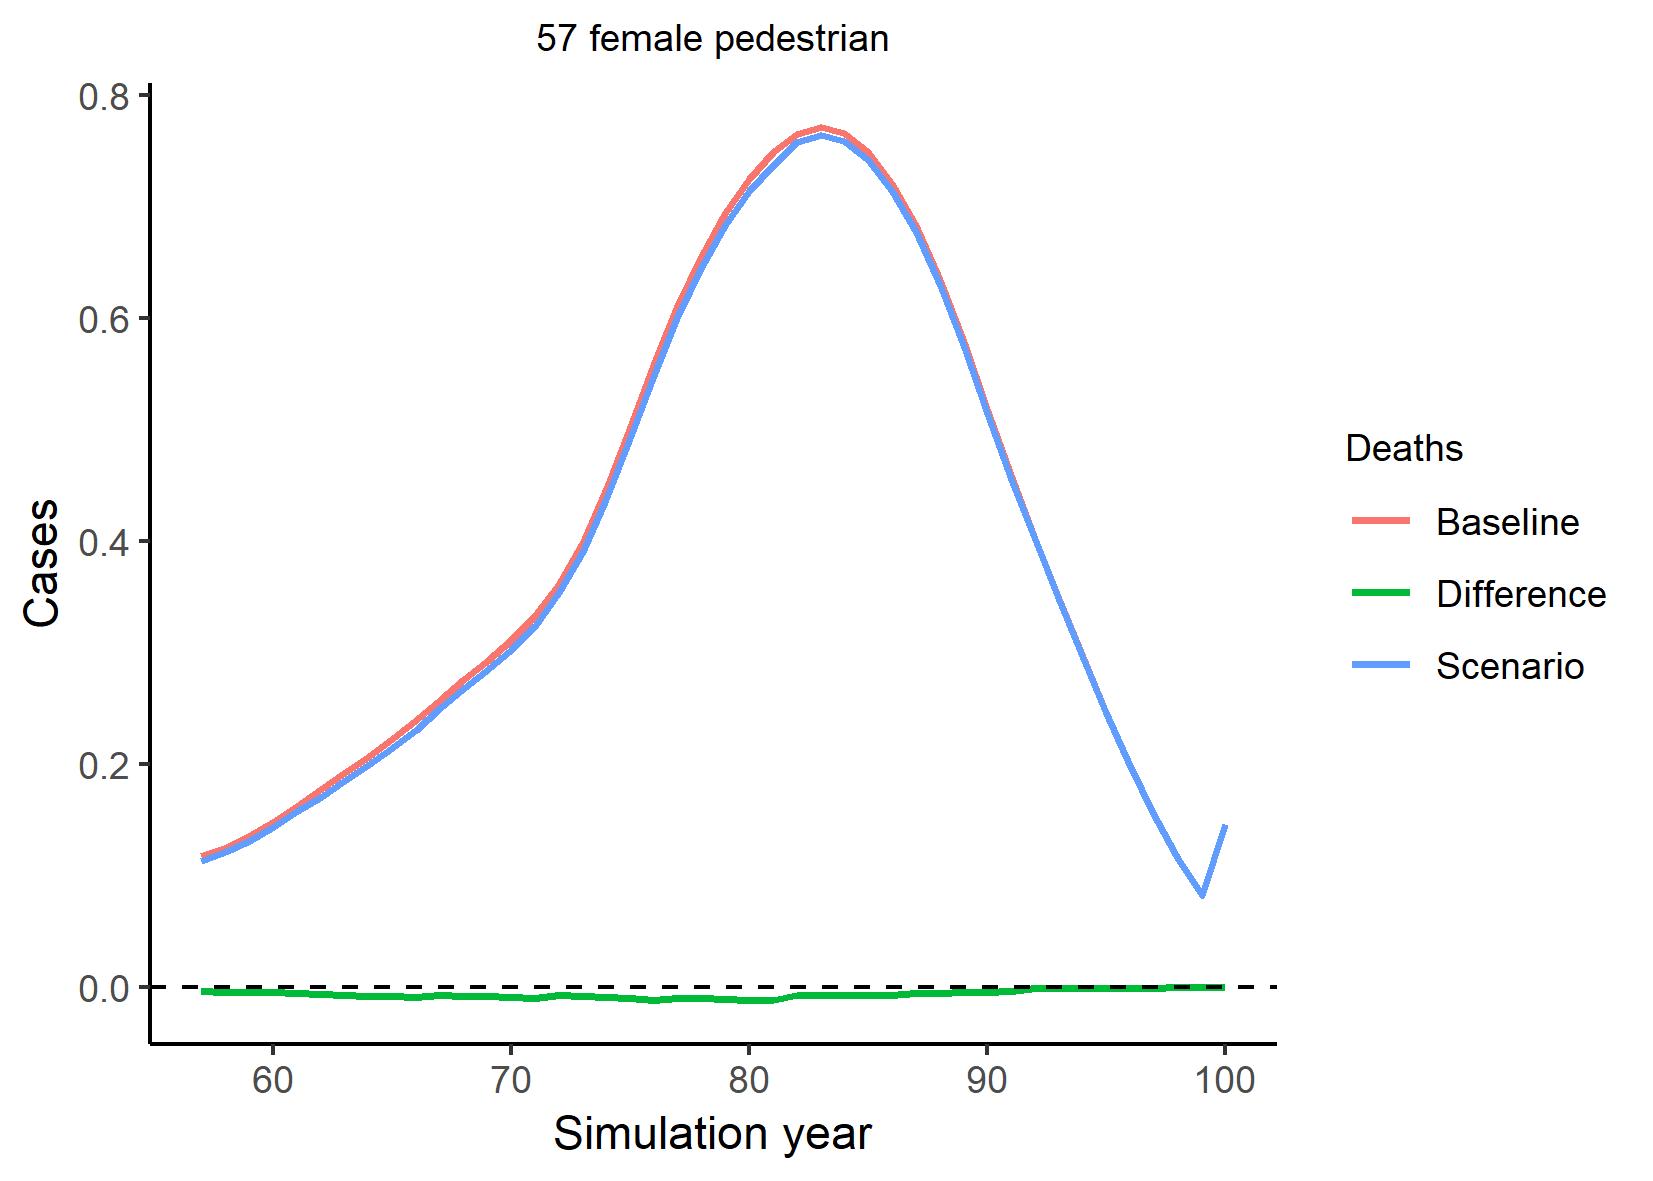 57 female pedestrian
0.8
0.6
0.4
0.2
0.0
Cases
60 70 80 90 100
Simulation year
Deaths
Baseline
Difference
Scenario